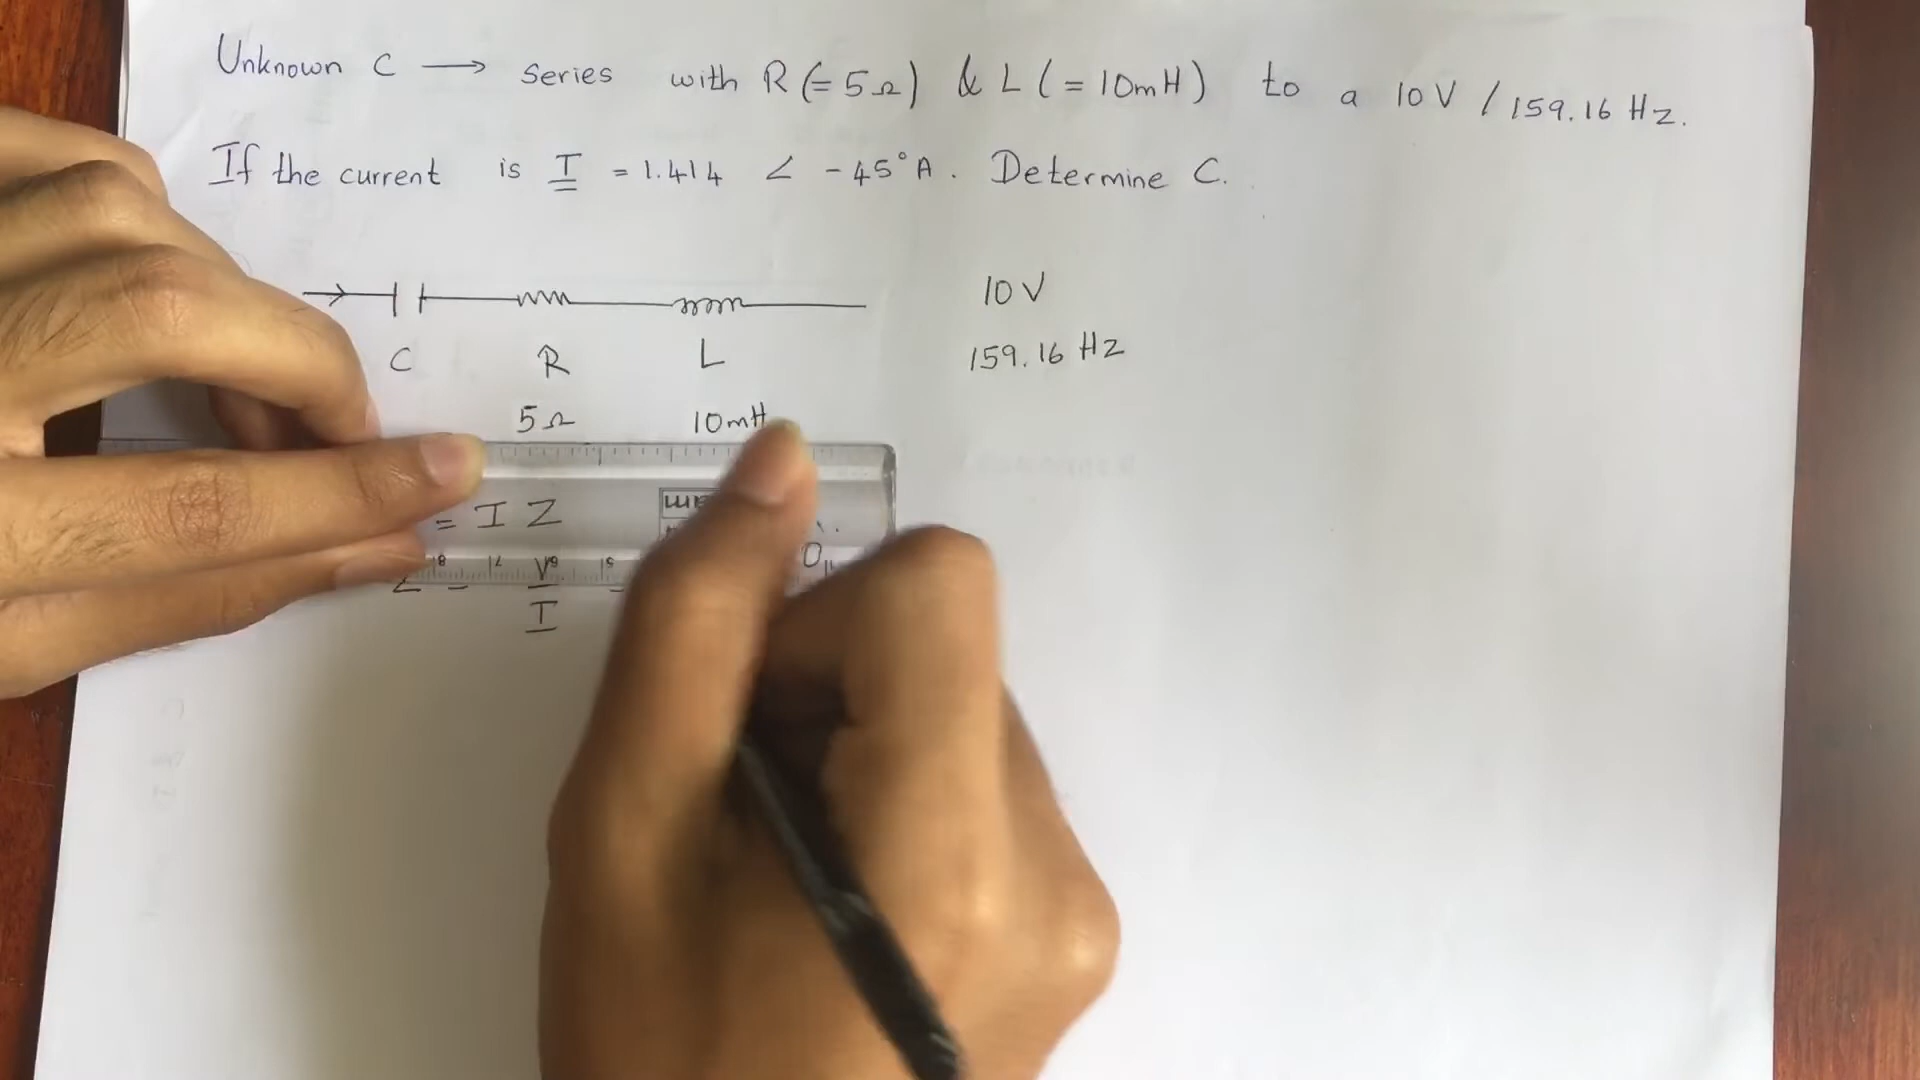 Unknown C → series with R (= 5Ω) & L (= 10mH) to a 10V / 159.16 Hz.
If the current is I = 1.414 ∠ -45° A. Determine C.
10V
C R L
159.16 Hz
5Ω 10mH
= I Z
V
I